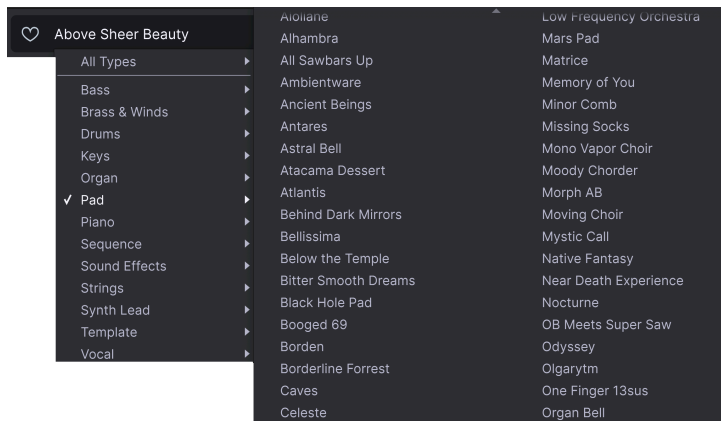 Above Sheer Beauty
All Types
Bass
Brass & Winds
Drums
Keys
Organ
Pad
Piano
Sequence
Sound Effects
Strings
Synth Lead
Template
Vocal
Alhambra
All Sawbars Up
Ambientware
Ancient Beings
Antares
Astral Bell
Atacama Dessert
Atlantis
Behind Dark Mirrors
Bellissima
Below the Temple
Bitter Smooth Dreams
Black Hole Pad
Booged 69
Borden
Borderline Forrest
Caves
Celeste
Low Frequency Orchestra
Mars Pad
Matrice
Memory of You
Minor Comb
Missing Socks
Mono Vapor Choir
Moody Chorder
Morph AB
Moving Choir
Mystic Call
Native Fantasy
Near Death Experience
Nocturne
OB Meets Super Saw
Odyssey
Olgarytm
One Finger 13sus
Organ Bell